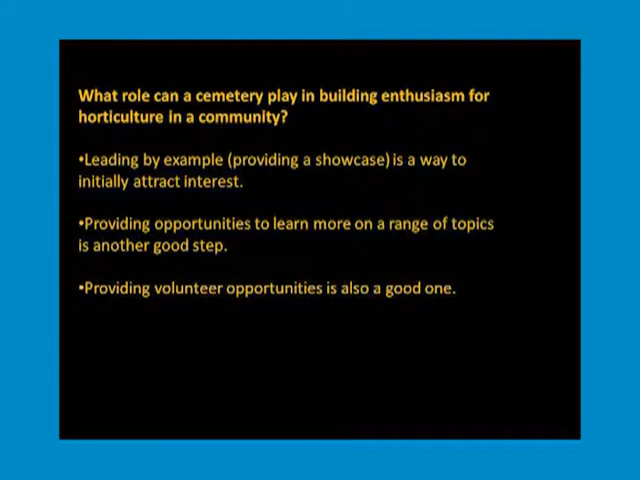 What role can a cemetery play in building enthusiasm for
horticulture in a community?
•Leading by example (providing a showcase) is a way to
initially attract interest.
•Providing opportunities to learn more on a range of topics
is another good step.
•Providing volunteer opportunities is also a good one.